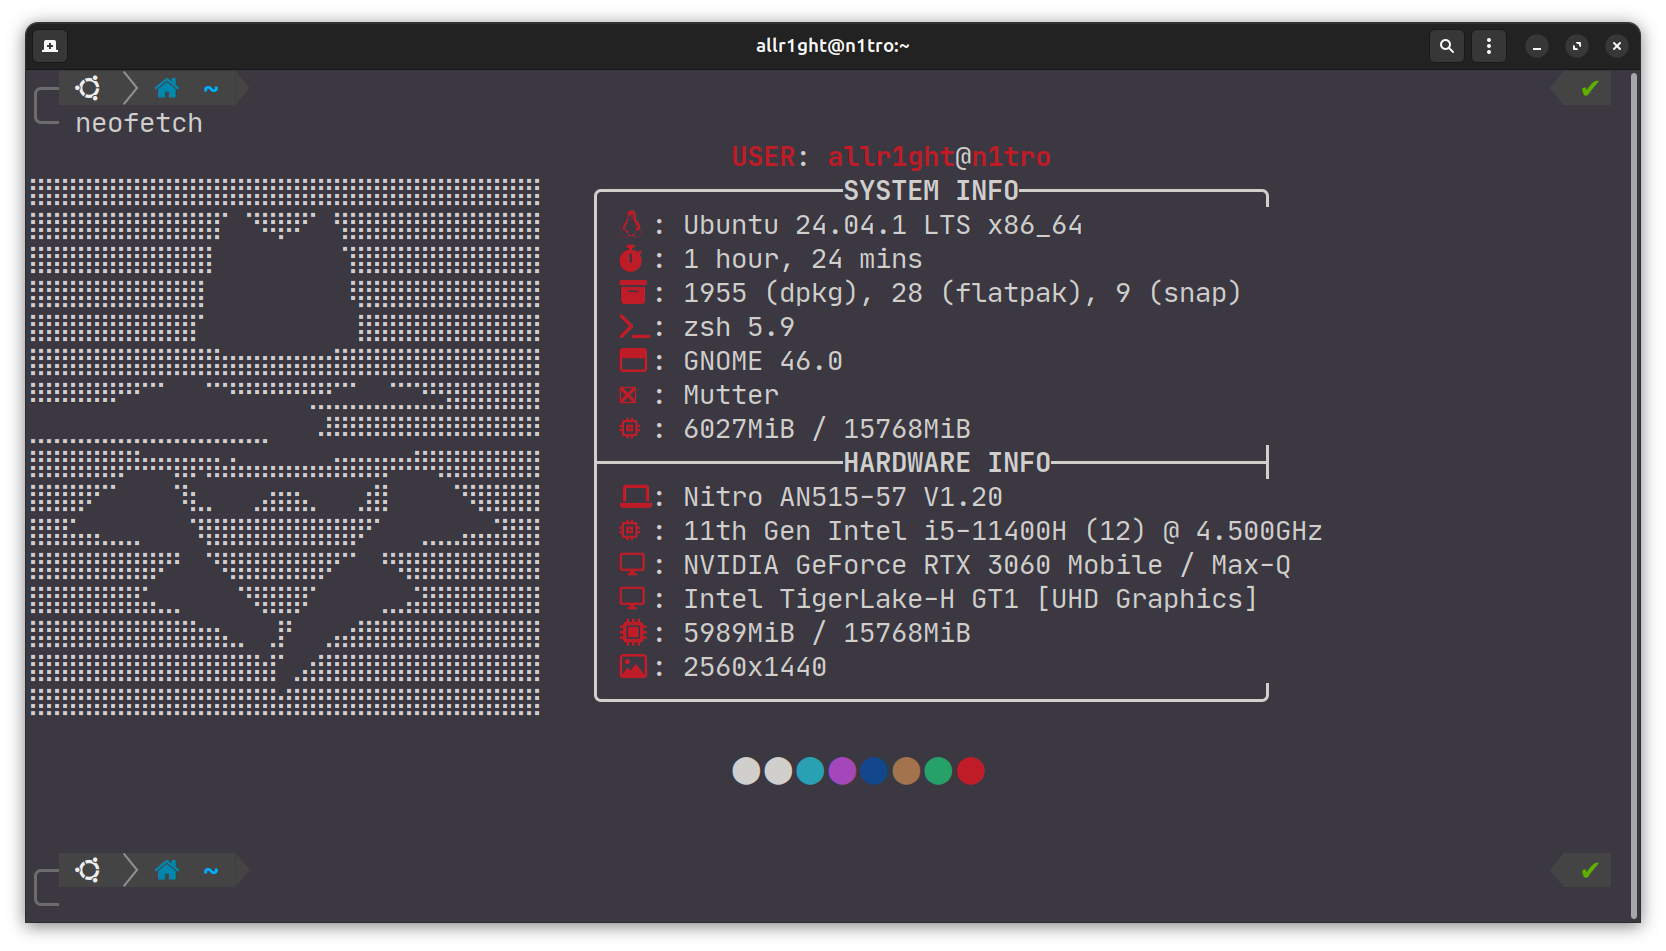 allr1ght@n1tro:~
~
neofetch
USER: allr1ght@n1tro
SYSTEM INFO
: Ubuntu 24.04.1 LTS x86_64
: 1 hour, 24 mins
: 1955 (dpkg), 28 (flatpak), 9 (snap)
: zsh 5.9
: GNOME 46.0
: Mutter
: 6027MiB / 15768MiB
HARDWARE INFO
: Nitro AN515-57 V1.20
: 11th Gen Intel i5-11400H (12) @ 4.500GHz
: NVIDIA GeForce RTX 3060 Mobile / Max-Q
: Intel TigerLake-H GT1 [UHD Graphics]
: 5989MiB / 15768MiB
: 2560x1440
~